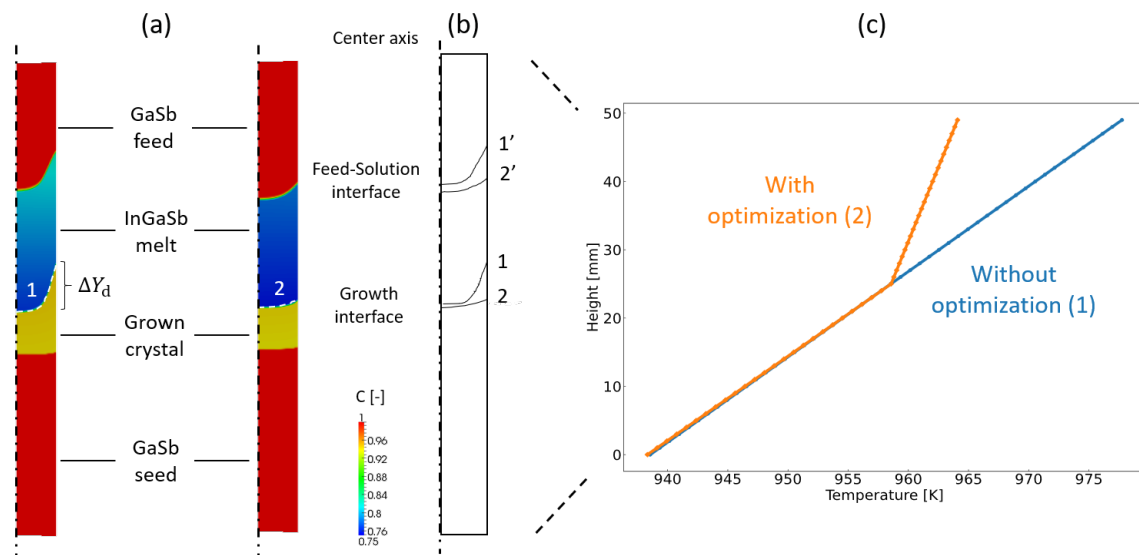 (a)
(b)
(c)
Center axis
GaSb
feed
InGaSb
melt
1
ΔY_d
2
Grown
crystal
GaSb
seed
C [-]
1
0.96
0.92
0.88
0.84
0.8
0.76
0.75
Feed-Solution
interface
Growth
interface
1’
2’
1
2
Height [mm]
50
40
30
20
10
0
With
optimization (2)
Without
optimization (1)
940
945
950
955
960
965
970
975
Temperature [K]